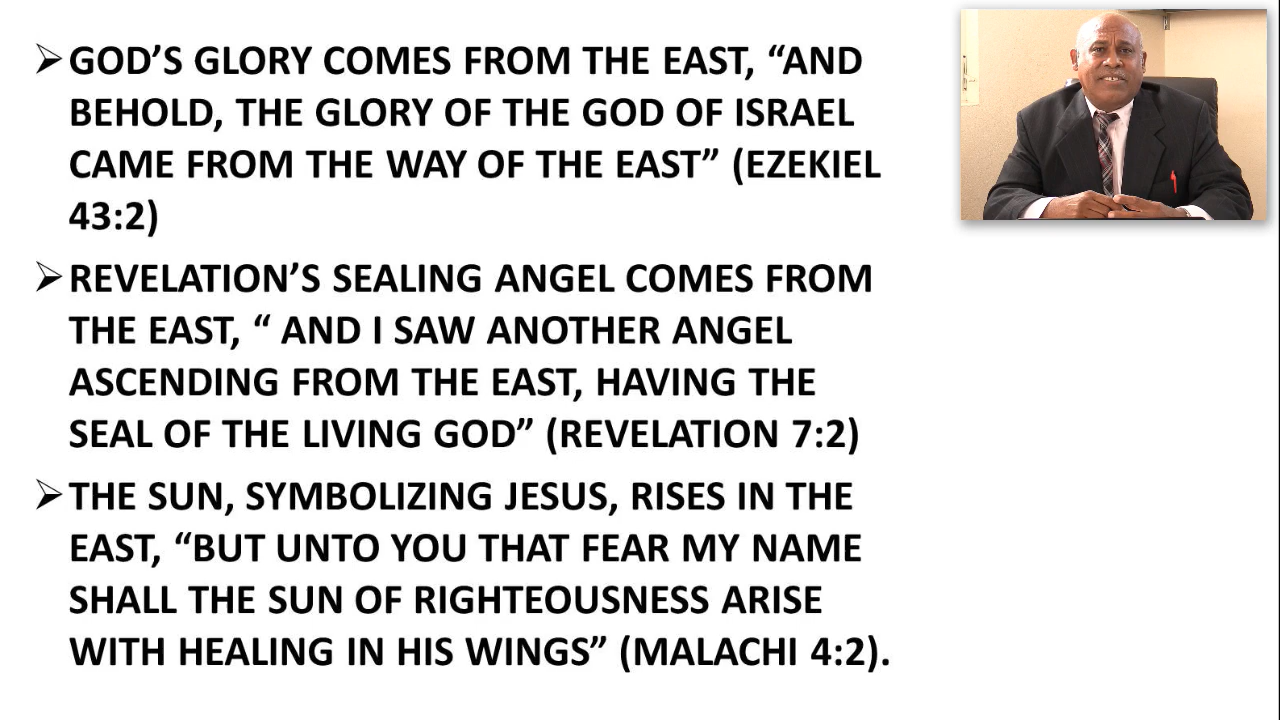 ➢GOD’S GLORY COMES FROM THE EAST, “AND
BEHOLD, THE GLORY OF THE GOD OF ISRAEL
CAME FROM THE WAY OF THE EAST” (EZEKIEL
43:2)
➢REVELATION’S SEALING ANGEL COMES FROM
THE EAST, “ AND I SAW ANOTHER ANGEL
ASCENDING FROM THE EAST, HAVING THE
SEAL OF THE LIVING GOD” (REVELATION 7:2)
➢THE SUN, SYMBOLIZING JESUS, RISES IN THE
EAST, “BUT UNTO YOU THAT FEAR MY NAME
SHALL THE SUN OF RIGHTEOUSNESS ARISE
WITH HEALING IN HIS WINGS” (MALACHI 4:2).